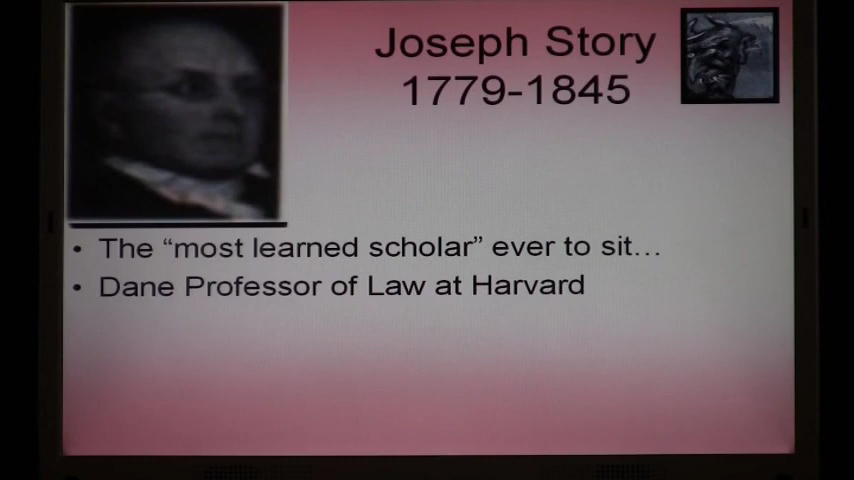 Joseph Story
1779-1845
• The “most learned scholar” ever to sit…
• Dane Professor of Law at Harvard